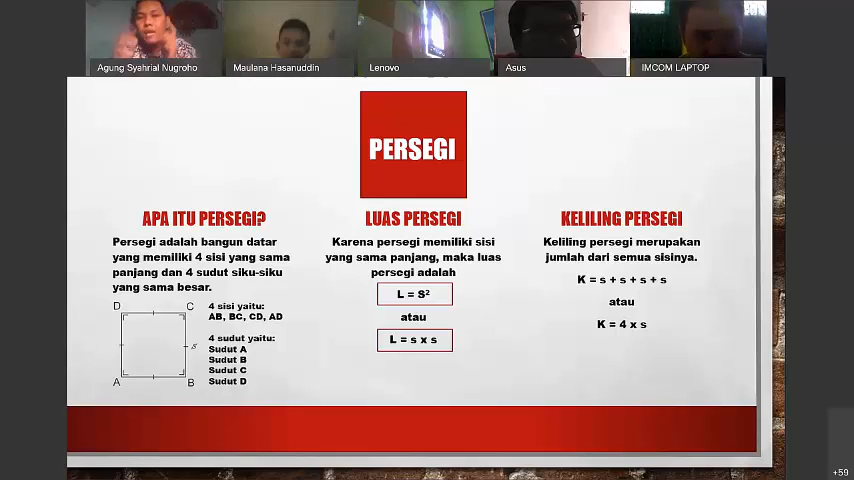 Agung Syahrial Nugroho
Maulana Hasanuddin
Lenovo
Asus
IMCOM LAPTOP
PERSEGI
APA ITU PERSEGI?
Persegi adalah bangun datar
yang memiliki 4 sisi yang sama
panjang dan 4 sudut siku-siku
yang sama besar.
D
C
A
B
s
4 sisi yaitu:
AB, BC, CD, AD
4 sudut yaitu:
Sudut A
Sudut B
Sudut C
Sudut D
LUAS PERSEGI
Karena persegi memiliki sisi
yang sama panjang, maka luas
persegi adalah
L = S²
atau
L = s x s
KELILING PERSEGI
Keliling persegi merupakan
jumlah dari semua sisinya.
K = s + s + s + s
atau
K = 4 x s
+59